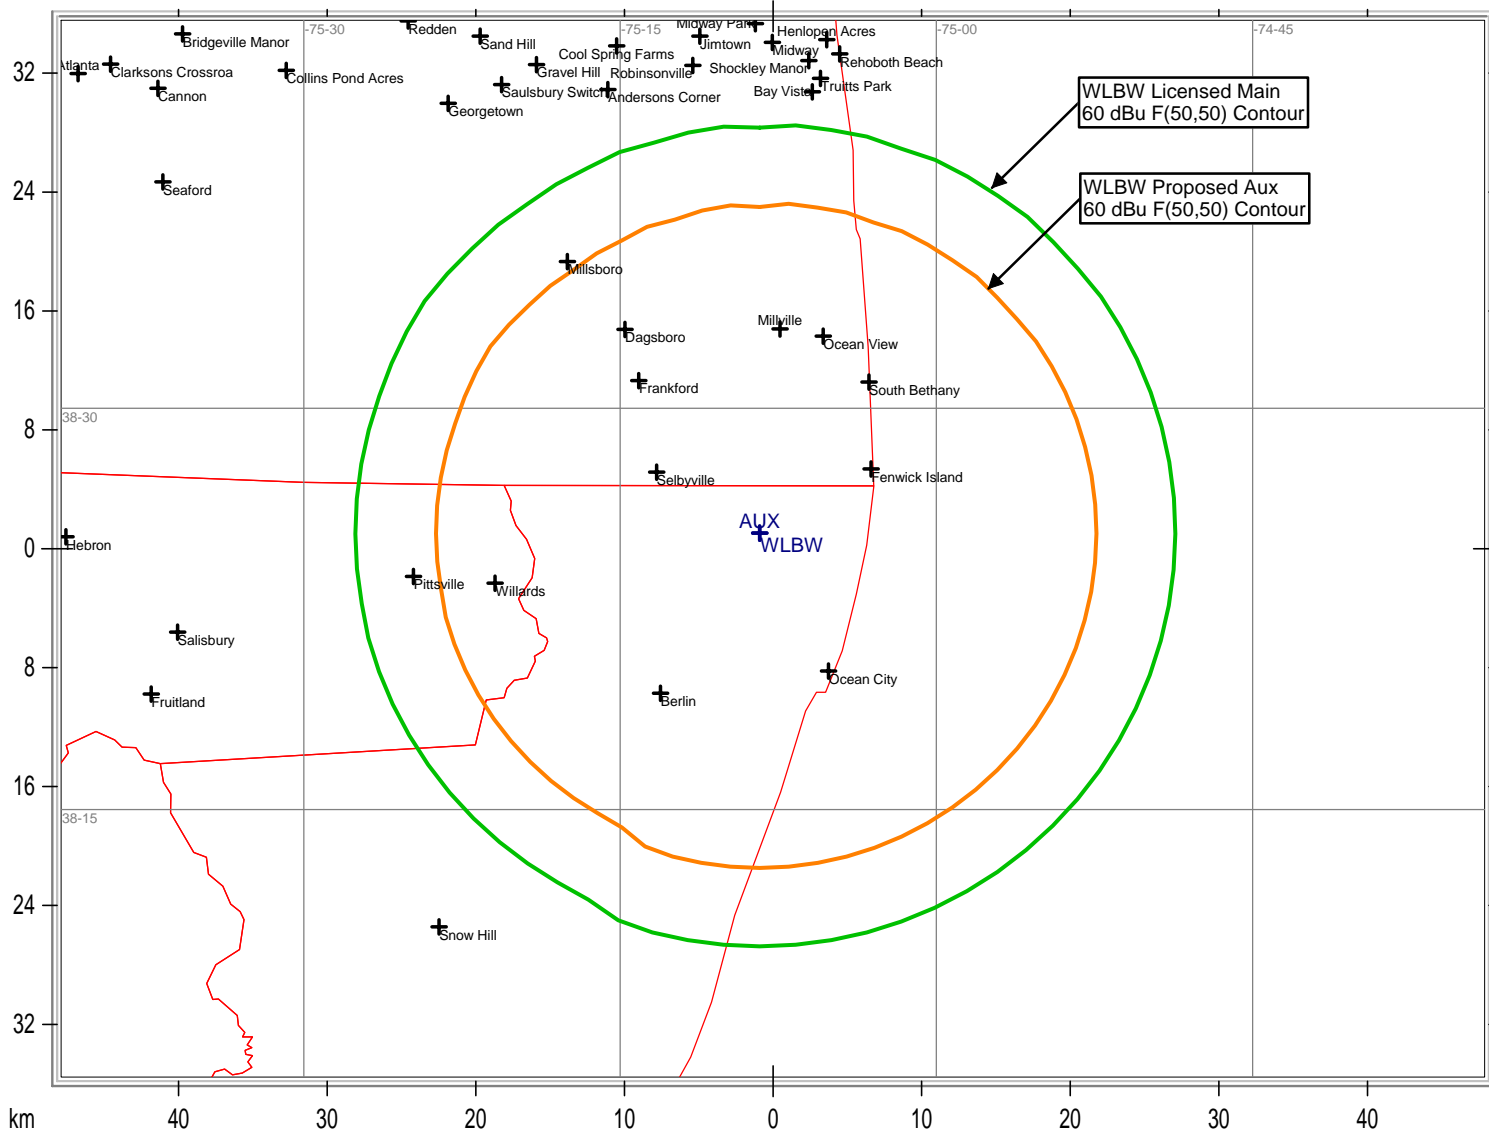 Redden
-75-30
-75-15
Midway Park
-75-00
-74-45
Bridgeville Manor
Sand Hill
Jimtown
Henlopen Acres
Midway
Cool Spring Farms
Rehoboth Beach
32
Atlanta
Clarksons Crossroa
Collins Pond Acres
Gravel Hill
Robinsonville
Shockley Manor
Truitts Park
Cannon
Saulsbury Switch
Andersons Corner
Bay Vista
Georgetown
WLBW Licensed Main
60 dBu F(50,50) Contour
24
Seaford
WLBW Proposed Aux
60 dBu F(50,50) Contour
Millsboro
16
Millville
Dagsboro
Ocean View
Frankford
South Bethany
38-30
8
Selbyville
Fenwick Island
AUX
WLBW
0
Hebron
Pittsville
Willards
Salisbury
8
Fruitland
Berlin
Ocean City
16
38-15
24
Snow Hill
32
km
40
30
20
10
0
10
20
30
40